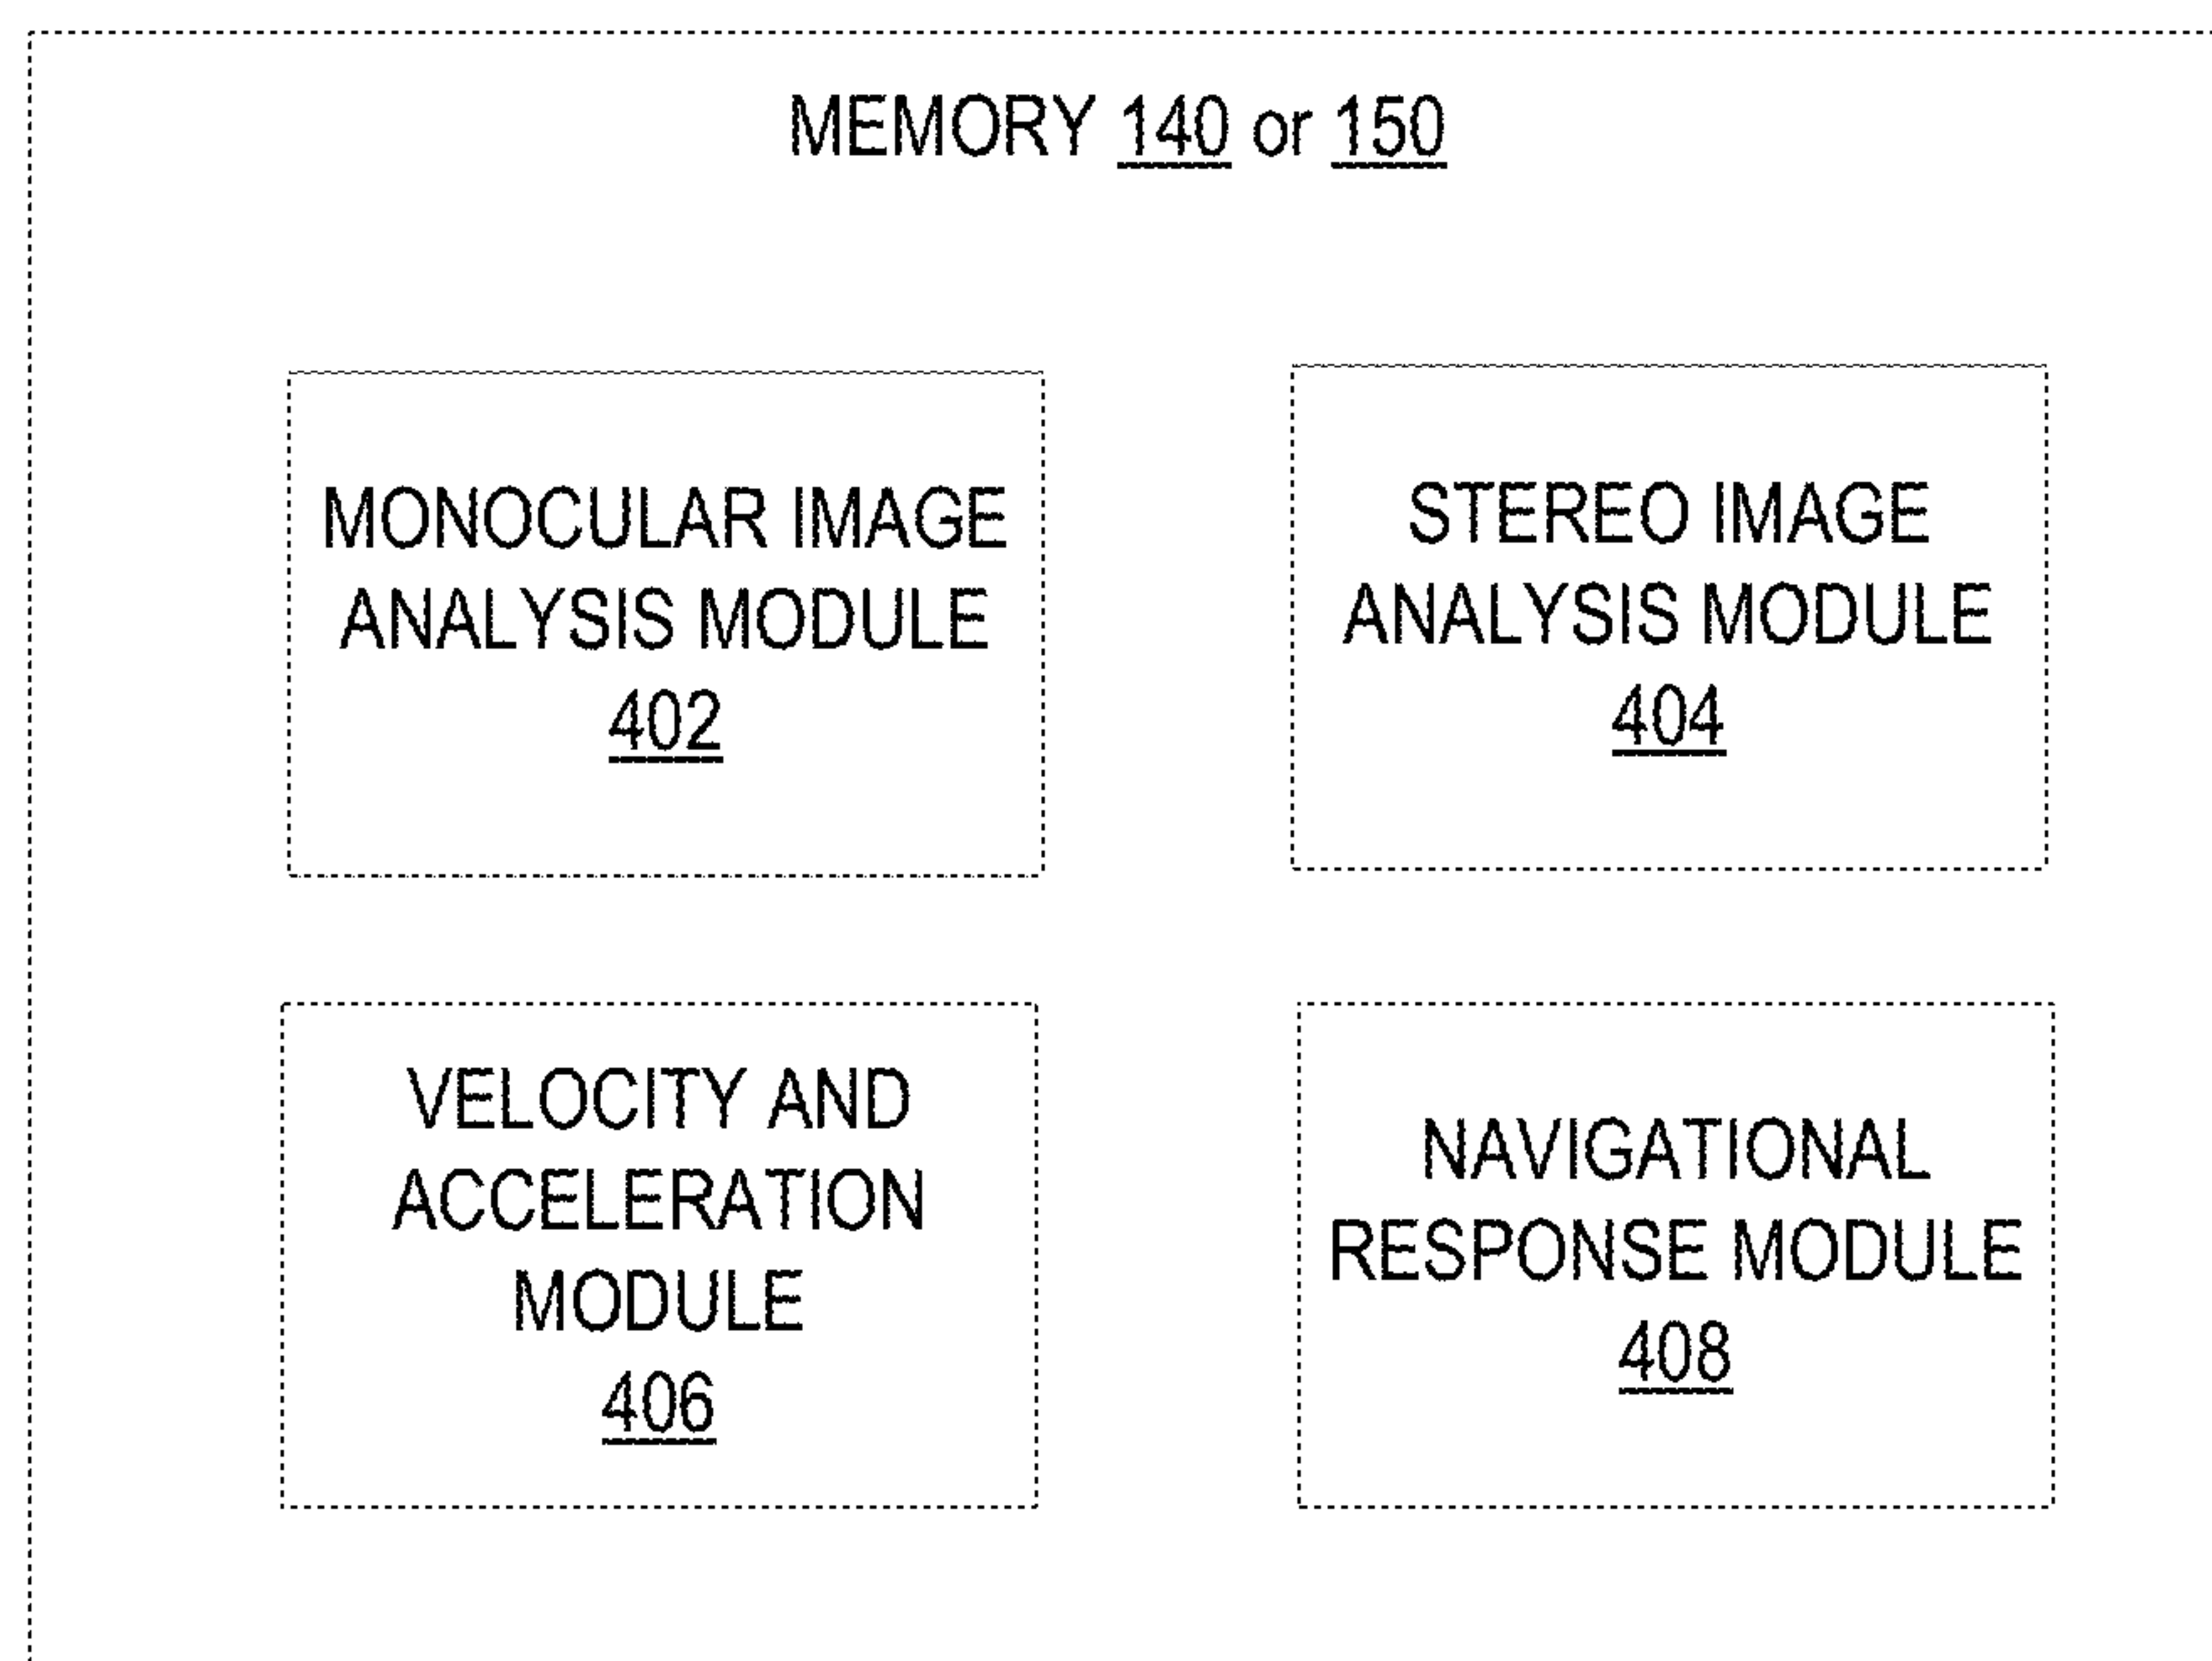 MEMORY 140 or 150
MONOCULAR IMAGE
ANALYSIS MODULE
402
STEREO IMAGE
ANALYSIS MODULE
404
VELOCITY AND
ACCELERATION
MODULE
406
NAVIGATIONAL
RESPONSE MODULE
408